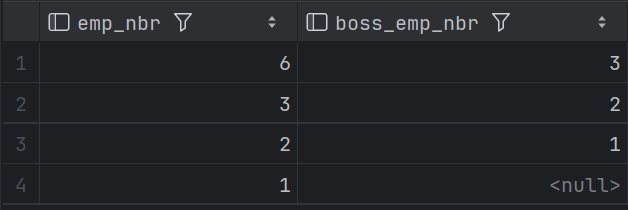 emp_nbr boss_emp_nbr
1 6 3
2 3 2
3 2 1
4 1 <null>